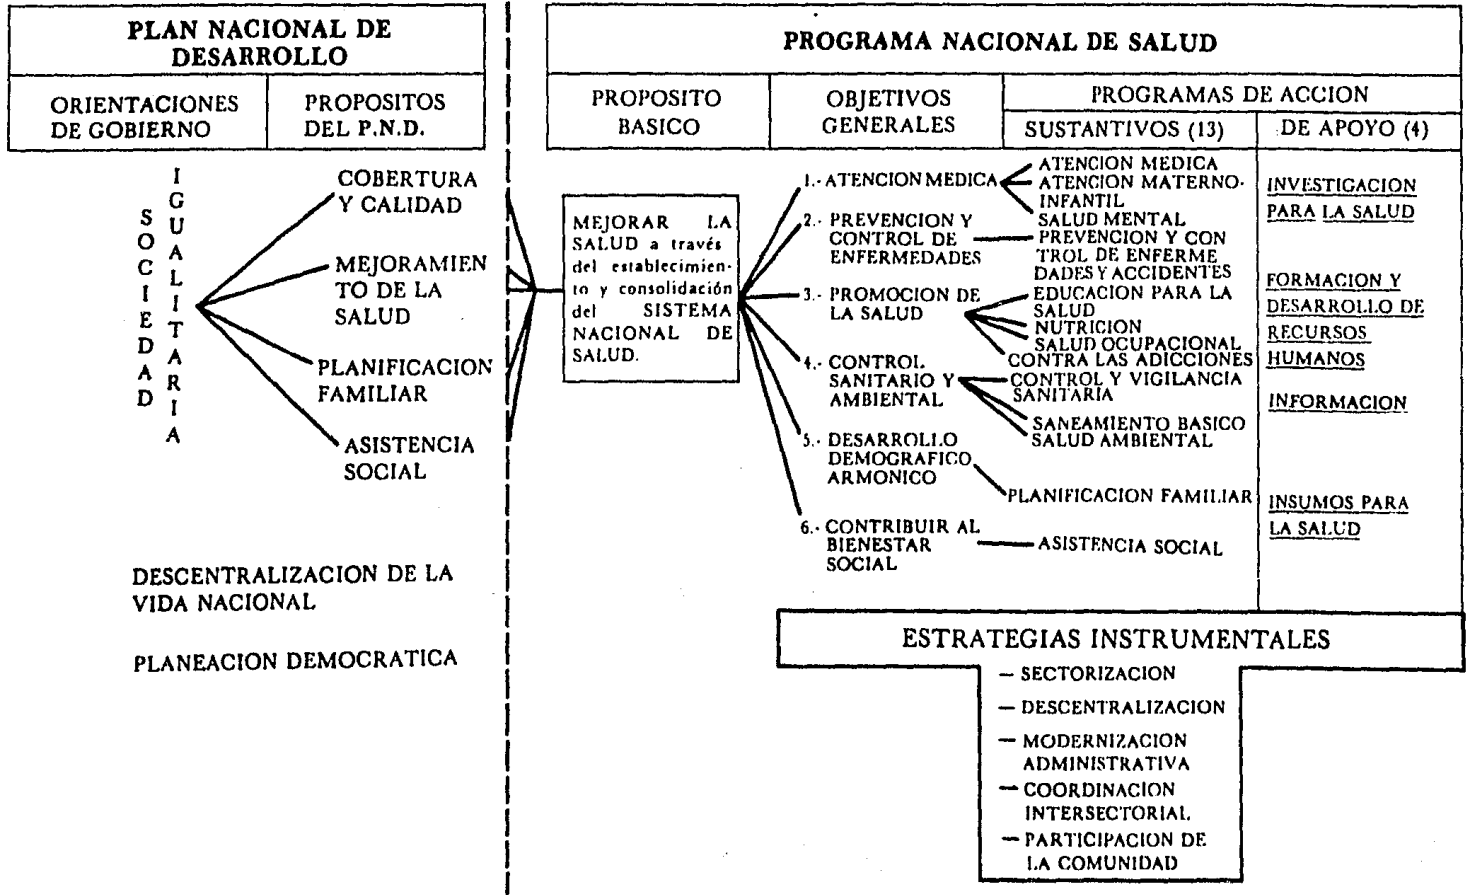 PLAN NACIONAL DE
DESARROLLO
ORIENTACIONES
DE GOBIERNO
PROPOSITOS
DEL P.N.D.
SOCIEDAD
IGUALITARIA
COBERTURA
Y CALIDAD
MEJORAMIEN
TO DE LA
SALUD
PLANIFICACION
FAMILIAR
ASISTENCIA
SOCIAL
DESCENTRALIZACION DE LA
VIDA NACIONAL
PLANEACION DEMOCRATICA
PROGRAMA NACIONAL DE SALUD
PROPOSITO
BASICO
OBJETIVOS
GENERALES
PROGRAMAS DE ACCION
SUSTANTIVOS (13)
DE APOYO (4)
MEJORAR LA
SALUD a través
del establecimien-
to y consolidación
del SISTEMA
NACIONAL DE
SALUD.
1.- ATENCION MEDICA
2.- PREVENCION Y
CONTROL DE
ENFERMEDADES
3.- PROMOCION DE
LA SALUD
4.- CONTROL
SANITARIO Y
AMBIENTAL
5.- DESARROLLO
DEMOGRAFICO
ARMONICO
6.- CONTRIBUIR AL
BIENESTAR
SOCIAL
ATENCION MEDICA
ATENCION MATERNO-
INFANTIL
SALUD MENTAL
PREVENCION Y CON
TROL DE ENFERME
DADES Y ACCIDENTES
EDUCACION PARA LA
SALUD
NUTRICION
SALUD OCUPACIONAL
CONTRA LAS ADICCIONES
CONTROL Y VIGILANCIA
SANITARIA
SANEAMIENTO BASICO
SALUD AMBIENTAL
PLANIFICACION FAMILIAR
ASISTENCIA SOCIAL
INVESTIGACION
PARA LA SALUD
FORMACION Y
DESARROLLO DE
RECURSOS
HUMANOS
INFORMACION
INSUMOS PARA
LA SALUD
ESTRATEGIAS INSTRUMENTALES
— SECTORIZACION
— DESCENTRALIZACION
— MODERNIZACION
ADMINISTRATIVA
— COORDINACION
INTERSECTORIAL
— PARTICIPACION DE
LA COMUNIDAD